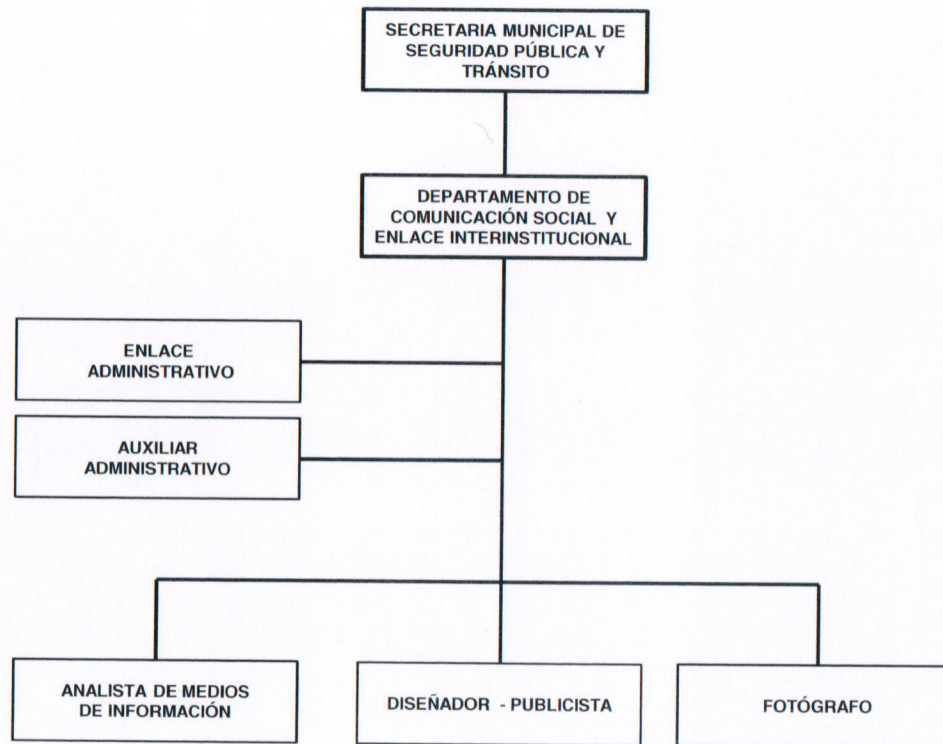 SECRETARIA MUNICIPAL DE
SEGURIDAD PÚBLICA Y
TRÁNSITO
DEPARTAMENTO DE
COMUNICACIÓN SOCIAL Y
ENLACE INTERINSTITUCIONAL
ENLACE
ADMINISTRATIVO
AUXILIAR
ADMINISTRATIVO
ANALISTA DE MEDIOS
DE INFORMACIÓN
DISEÑADOR - PUBLICISTA
FOTÓGRAFO